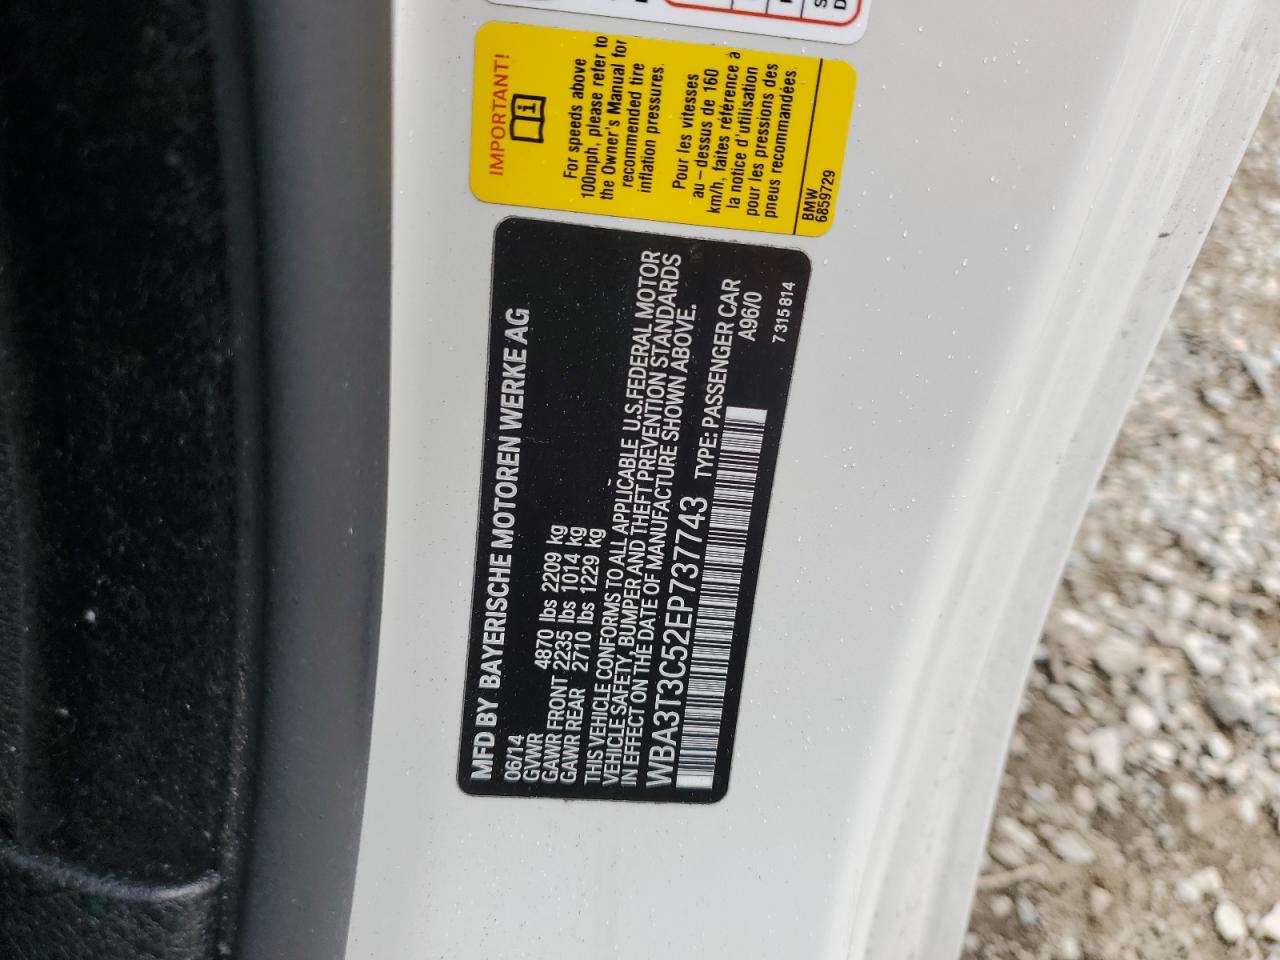 IMPORTANT!
i
For speeds above
100mph, please refer to
the Owner's Manual for
recommended tire
inflation pressures.
Pour les vitesses
au-dessus de 160
km/h, faites référence à
la notice d'utilisation
pour les pressions des
pneus recommandées.
BMW
6859729
MFD BY BAYERISCHE MOTOREN WERKE AG
06/14
GVWR 4870 lbs 2209 kg
GAWR FRONT 2235 lbs 1014 kg
GAWR REAR 2710 lbs 1229 kg
THIS VEHICLE CONFORMS TO ALL APPLICABLE U.S.FEDERAL MOTOR
VEHICLE SAFETY, BUMPER AND THEFT PREVENTION STANDARDS
IN EFFECT ON THE DATE OF MANUFACTURE SHOWN ABOVE.
WBA3T3C52EP737743 TYPE: PASSENGER CAR
A96/0
7 315 814